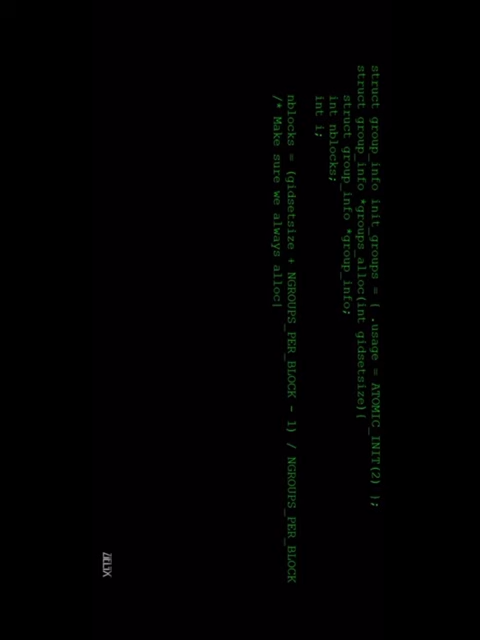 struct group_info init_groups = { .usage = ATOMIC_INIT(2) };
struct group_info *groups_alloc(int gidsetsize){
struct group_info *group_info;
int nblocks;
int i;
nblocks = (gidsetsize + NGROUPS_PER_BLOCK - 1) / NGROUPS_PER_BLOCK
/* Make sure we always alloc|